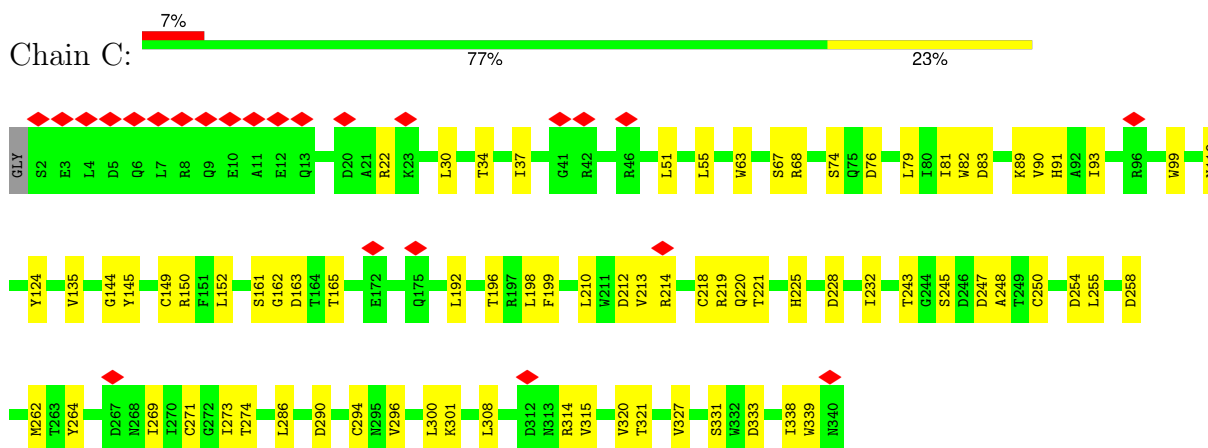 7%
Chain C:
77% 23%
GLY S2 E3 L4 D5 Q6 L7 R8 Q9 E10 A11 E12 Q13 D20 A21 R22 K23 L30 T34 I37 G41 R42 R46 L51 L55 W63 S67 R68 S74 Q75 D76 L79 I80 I81 W82 D83 K89 V90 H91 A92 I93 R96 W99
Y124 V135 G144 Y145 C149 R150 F151 L152 S161 G162 D163 T164 T165 E172 Q175 L192 T196 R197 L198 F199 L210 W211 D212 V213 R214 C218 R219 Q220 T221 H225 D228 I232 T243 G244 S245 D246 D247 A248 T249 C250 D254 L255 D258
M262 T263 Y264 D267 N268 I269 I270 C271 G272 I273 T274 L286 D290 C294 N295 V296 L300 K301 L308 D312 N313 R314 V315 V320 T321 V327 S331 W332 D333 I338 W339 N340